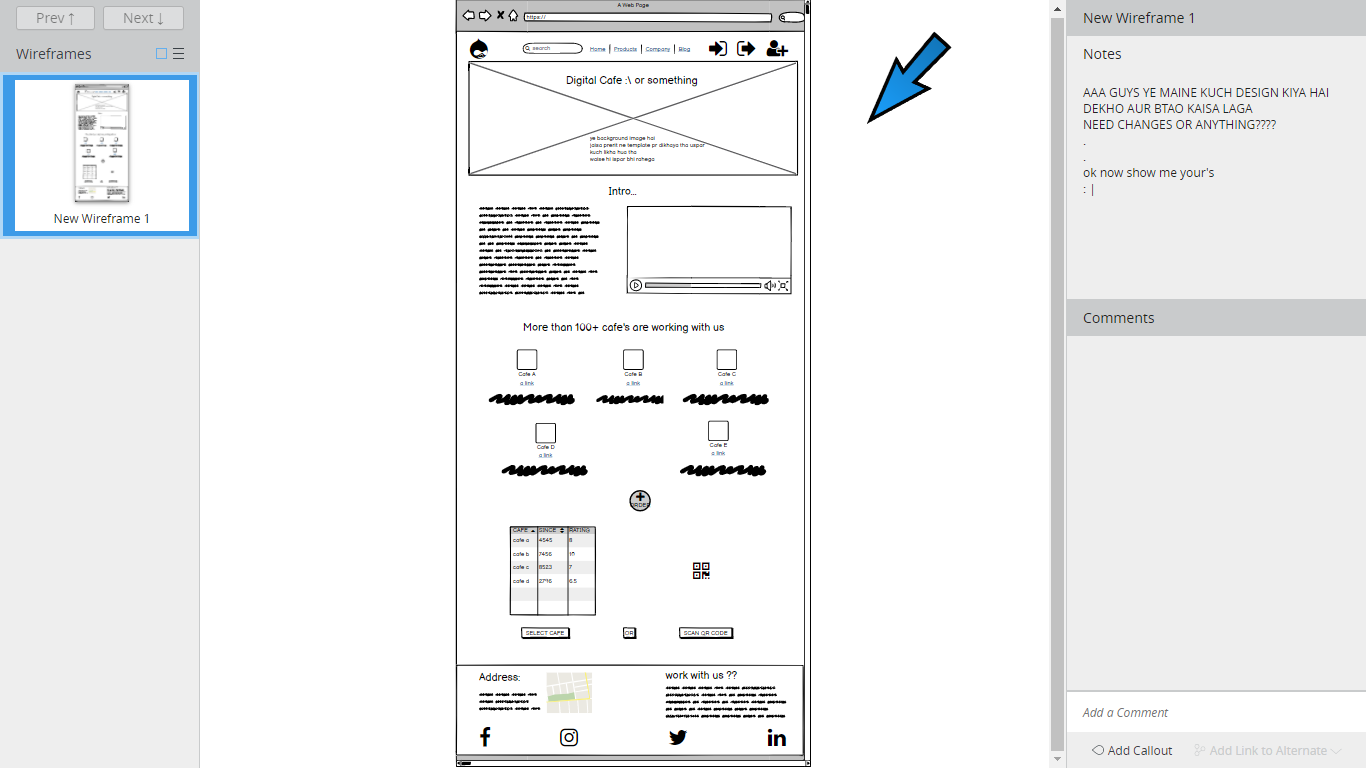 Prev ↑ Next ↓
Wireframes
New Wireframe 1
A Web Page
https://
search
Home Products Company Blog
Digital Cafe :\ or something
ye background image hai
jaisa prerit ne template pr dikhaya tha uspar
kuch likha hua tha
waise hi ispar bhi rahega
Intro...
More than 100+ cafe's are working with us
Cafe A Cafe B Cafe C
a link a link a link
Cafe D Cafe E
a link a link
ORDER
CAFE SINCE RATING
cafe a 4545 8
cafe b 7456 10
cafe c 8523 7
cafe d 2796 6.5
SELECT CAFE OR SCAN QR CODE
Address: work with us ??
New Wireframe 1
Notes
AAA GUYS YE MAINE KUCH DESIGN KIYA HAI
DEKHO AUR BTAO KAISA LAGA
NEED CHANGES OR ANYTHING????
.
.
ok now show me your's
: |
Comments
Add a Comment
Add Callout Add Link to Alternate